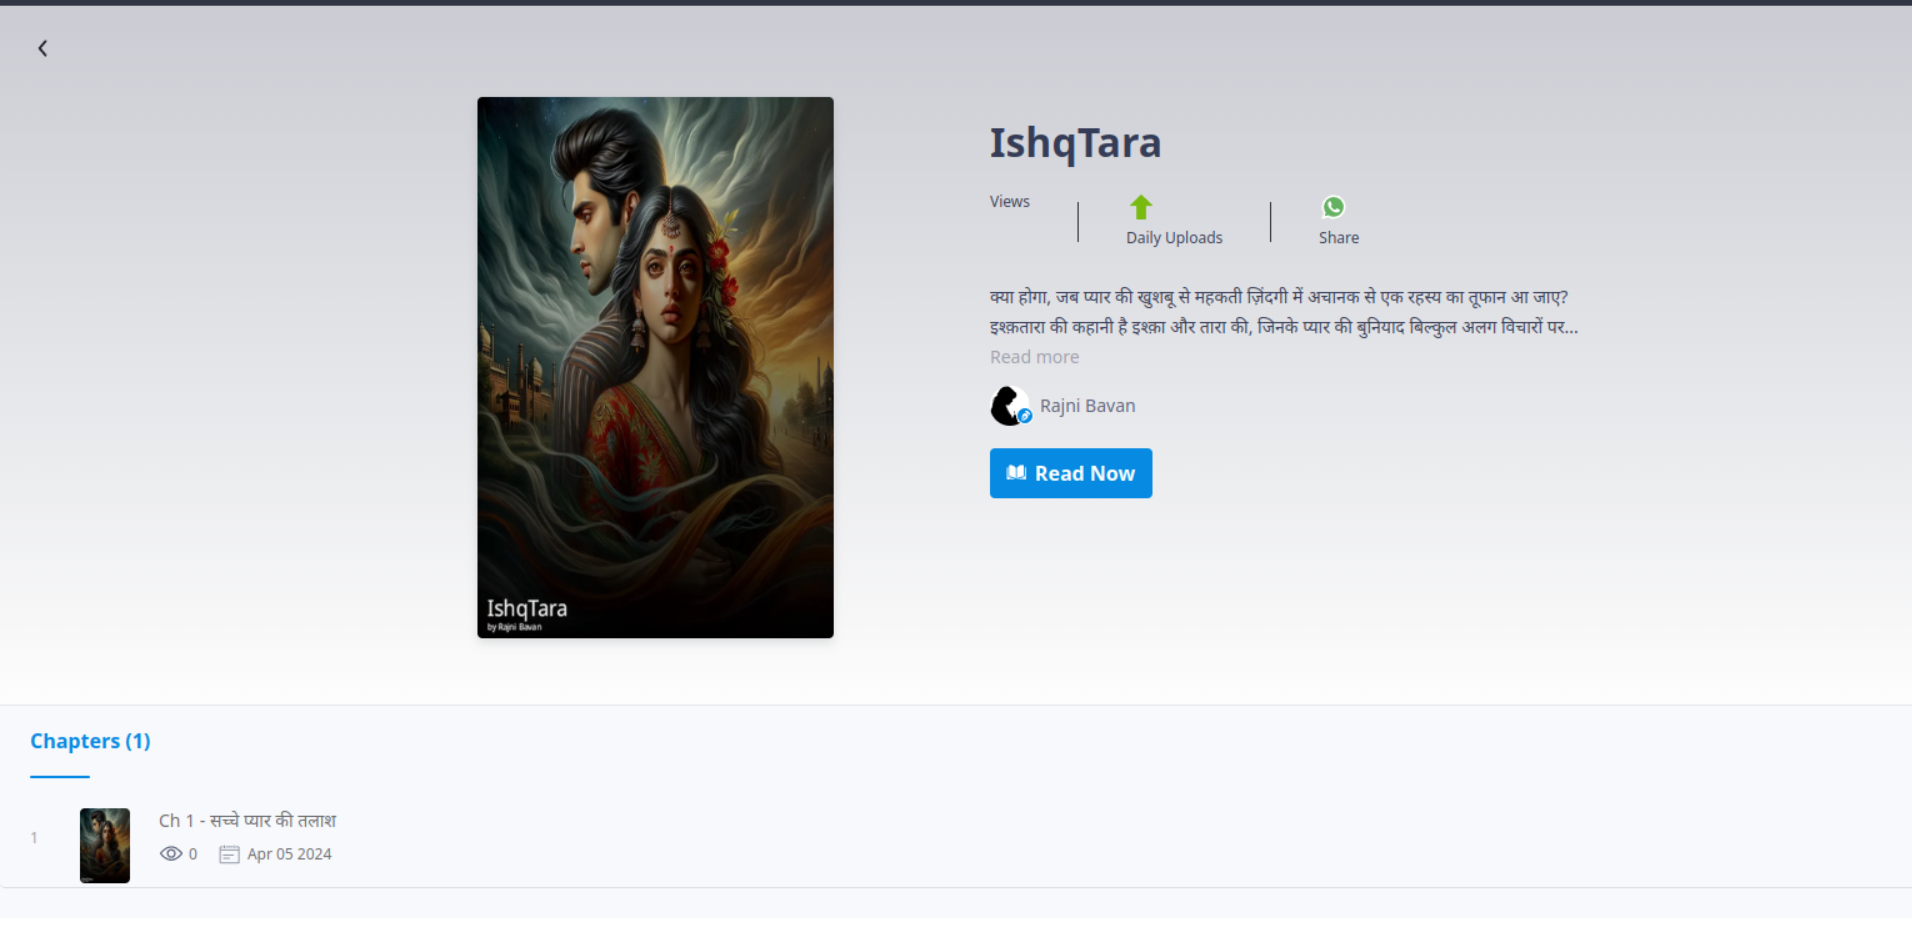 IshqTara
Views
Daily Uploads
Share
क्या होगा, जब प्यार की खुशबू से महकती ज़िंदगी में अचानक से एक रहस्य का तूफान आ जाए?
इश्क़तारा की कहानी है इश्क़ा और तारा की, जिनके प्यार की बुनियाद बिल्कुल अलग विचारों पर...
Read more
Rajni Bavan
Read Now
IshqTara
by Rajni Bavan
Chapters (1)
1
Ch 1 - सच्चे प्यार की तलाश
0 Apr 05 2024